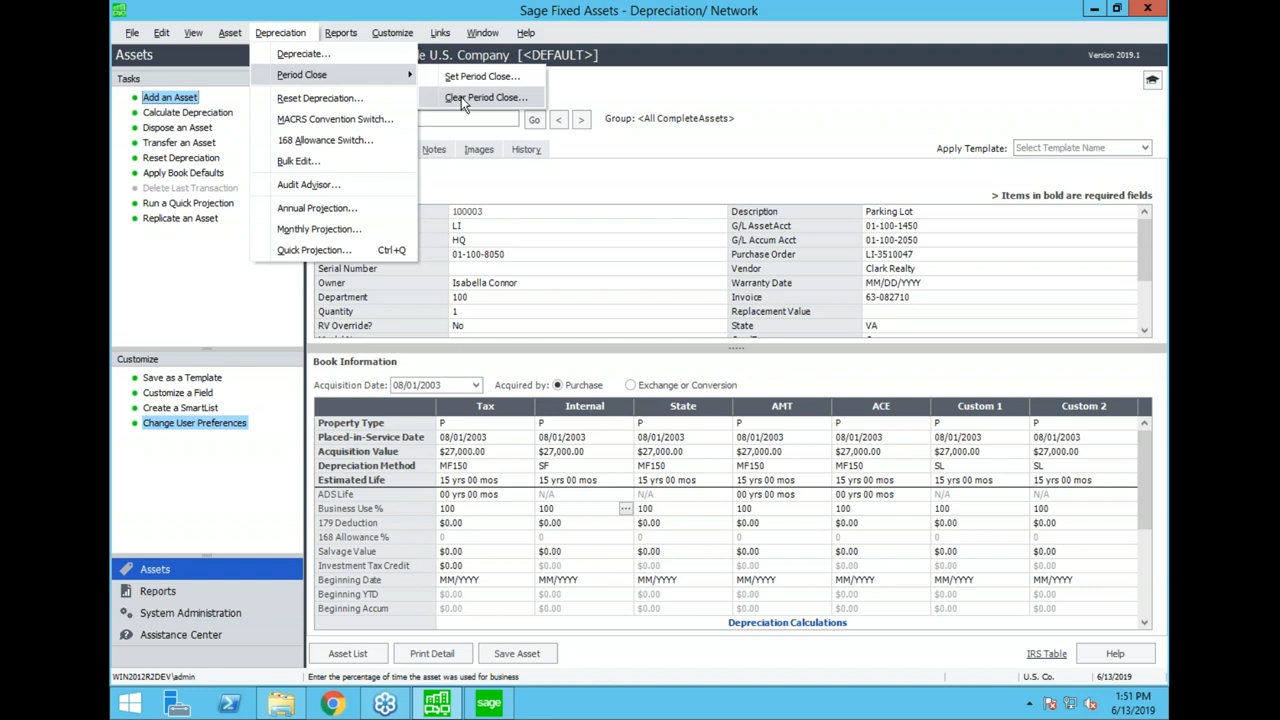 Sage Fixed Assets - Depreciation/ Network
File Edit View Asset Depreciation Reports Customize Links Window Help
Assets
e U.S. Company [<DEFAULT>]
Version 2019.1
Tasks
Add an Asset
Calculate Depreciation
Dispose an Asset
Transfer an Asset
Reset Depreciation
Apply Book Defaults
Delete Last Transaction
Run a Quick Projection
Replicate an Asset
Depreciate...
Period Close
Reset Depreciation...
MACRS Convention Switch...
168 Allowance Switch...
Bulk Edit...
Audit Advisor...
Annual Projection...
Monthly Projection...
Quick Projection... Ctrl+Q
Set Period Close...
Clear Period Close...
Go < > Group: <All CompleteAssets>
Notes Images History
Apply Template: Select Template Name
> Items in bold are required fields
100003 Description Parking Lot
LI G/L AssetAcct 01-100-1450
HQ G/L Accum Acct 01-100-2050
01-100-8050 Purchase Order LI-3510047
Serial Number Vendor Clark Realty
Owner Isabella Connor Warranty Date MM/DD/YYYY
Department 100 Invoice 63-082710
Quantity 1 Replacement Value
RV Override? No State VA
Customize
Save as a Template
Customize a Field
Create a SmartList
Change User Preferences
Book Information
Acquisition Date: 08/01/2003 Acquired by: Purchase Exchange or Conversion
Tax Internal State AMT ACE Custom 1 Custom 2
Property Type P P P P P P P
Placed-in-Service Date 08/01/2003 08/01/2003 08/01/2003 08/01/2003 08/01/2003 08/01/2003 08/01/2003
Acquisition Value $27,000.00 $27,000.00 $27,000.00 $27,000.00 $27,000.00 $27,000.00 $27,000.00
Depreciation Method MF150 SF MF150 MF150 MF150 SL SL
Estimated Life 15 yrs 00 mos 15 yrs 00 mos 15 yrs 00 mos 15 yrs 00 mos 15 yrs 00 mos 15 yrs 00 mos 15 yrs 00 mos
ADS Life 00 yrs 00 mos N/A N/A 00 yrs 00 mos 00 yrs 00 mos N/A N/A
Business Use % 100 100 ... 100 100 100 100 100
179 Deduction $0.00 $0.00 $0.00 $0.00 $0.00 $0.00 $0.00
168 Allowance % 0 0 0 0 0 0 0
Salvage Value $0.00 $0.00 $0.00 $0.00 $0.00 $0.00 $0.00
Investment Tax Credit $0.00 $0.00 $0.00 $0.00 $0.00 $0.00 $0.00
Beginning Date MM/YYYY MM/YYYY MM/YYYY MM/YYYY MM/YYYY MM/YYYY MM/YYYY
Beginning YTD $0.00 $0.00 $0.00 $0.00 $0.00 $0.00 $0.00
Beginning Accum $0.00 $0.00 $0.00 $0.00 $0.00 $0.00 $0.00
Depreciation Calculations
Assets
Reports
System Administration
Assistance Center
Asset List Print Detail Save Asset IRS Table Help
WIN2012R2DEV\admin Enter the percentage of time the asset was used for business U.S. Co. 6/13/2019
sage
1:51 PM
6/13/2019